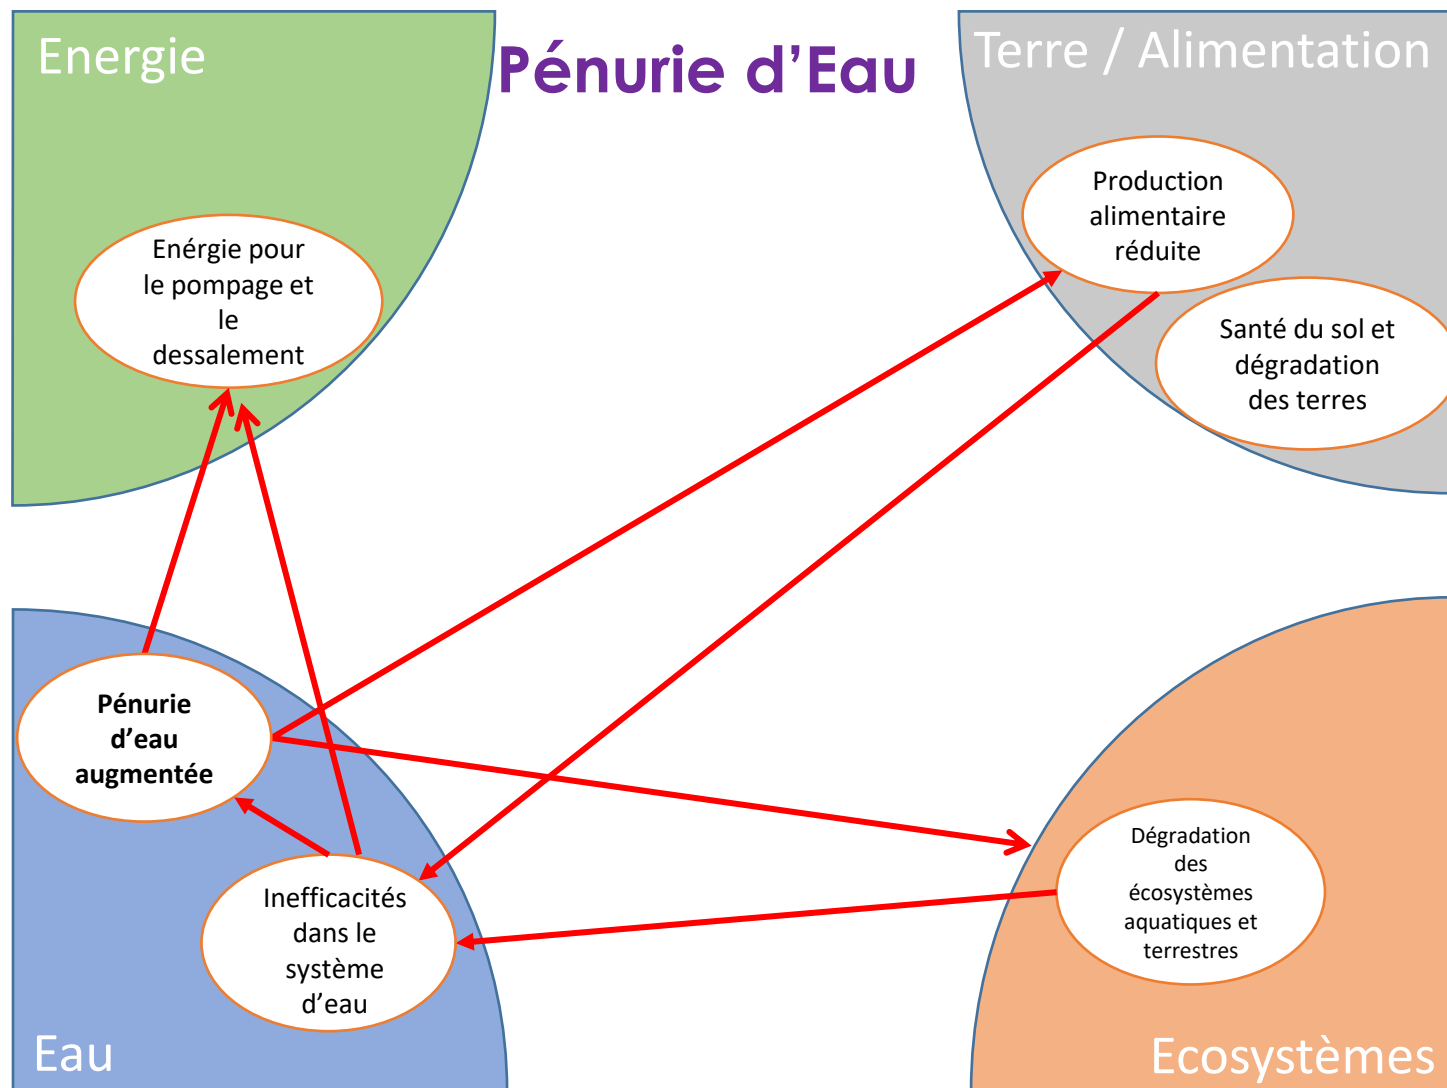 Energie
Pénurie d’Eau
Terre / Alimentation
Production
alimentaire
réduite
Enérgie pour
le pompage et
le
dessalement
Santé du sol et
dégradation
des terres
Pénurie
d’eau
augmentée
Inefficacités
dans le
système
d’eau
Dégradation
des
écosystèmes
aquatiques et
terrestres
Eau
Ecosystèmes